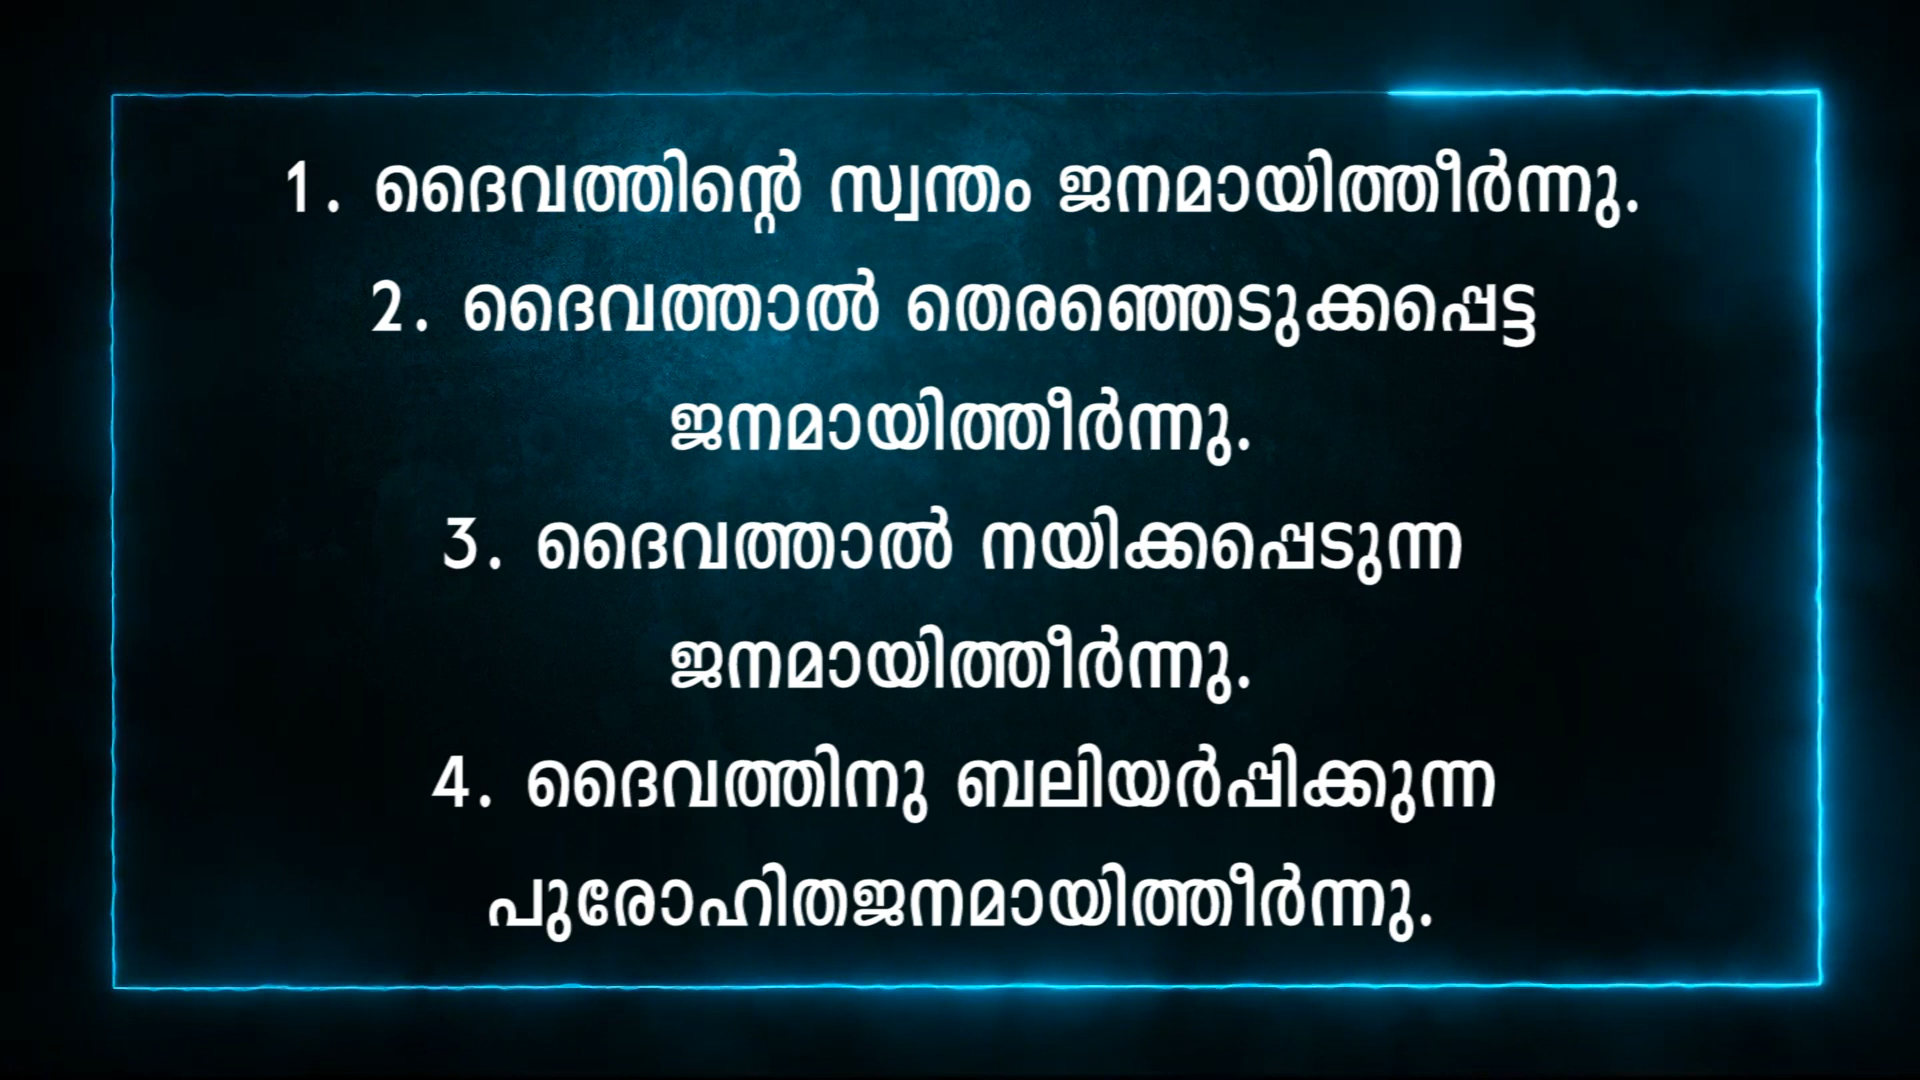 1. ദൈവത്തിന്റെ സ്വന്തം ജനമായിത്തീർന്നു.
2. ദൈവത്താൽ തെരഞ്ഞെടുക്കപ്പെട്ട
ജനമായിത്തീർന്നു.
3. ദൈവത്താൽ നയിക്കപ്പെടുന്ന
ജനമായിത്തീർന്നു.
4. ദൈവത്തിനു ബലിയർപ്പിക്കുന്ന
പുരോഹിതജനമായിത്തീർന്നു.